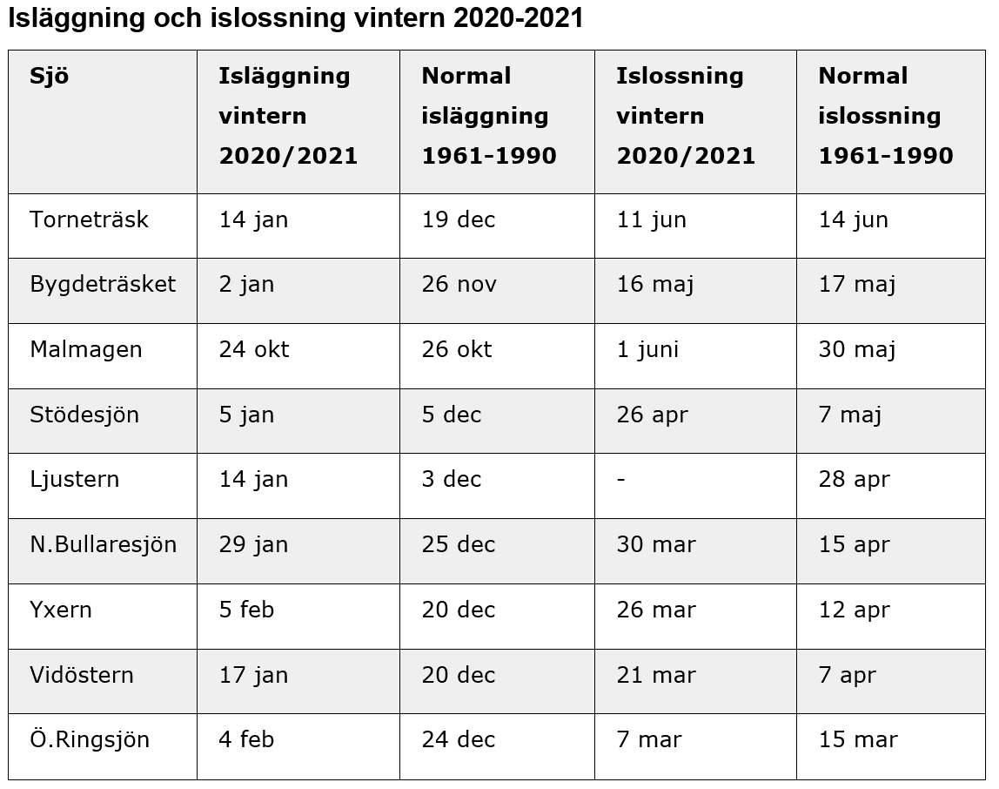 Isläggning och islossning vintern 2020-2021
Sjö Isläggning Normal Islossning Normal
vintern isläggning vintern islossning
2020/2021 1961-1990 2020/2021 1961-1990
Torneträsk 14 jan 19 dec 11 jun 14 jun
Bygdeträsket 2 jan 26 nov 16 maj 17 maj
Malmagen 24 okt 26 okt 1 juni 30 maj
Stödesjön 5 jan 5 dec 26 apr 7 maj
Ljustern 14 jan 3 dec - 28 apr
N.Bullaresjön 29 jan 25 dec 30 mar 15 apr
Yxern 5 feb 20 dec 26 mar 12 apr
Vidöstern 17 jan 20 dec 21 mar 7 apr
Ö.Ringsjön 4 feb 24 dec 7 mar 15 mar